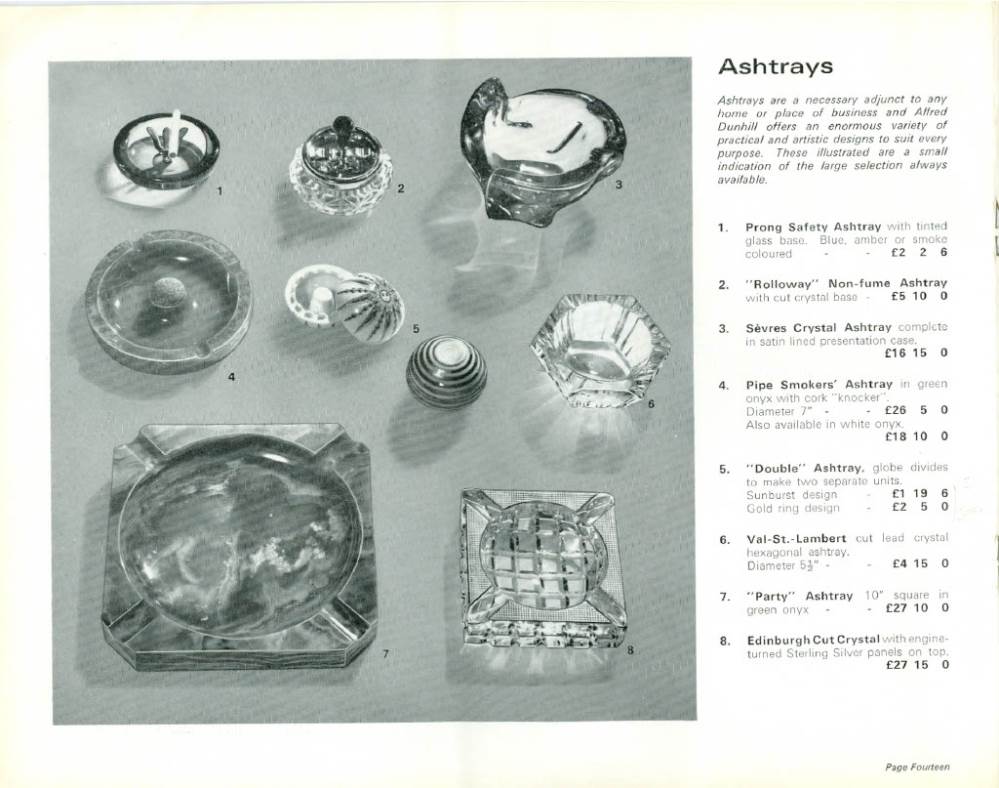 Ashtrays
Ashtrays are a necessary adjunct to any
home or place of business and Alfred
Dunhill offers an enormous variety of
practical and artistic designs to suit every
purpose. These illustrated are a small
indication of the large selection always
available.
1. Prong Safety Ashtray with tinted
glass base. Blue, amber or smoke
coloured - - £2 2 6
2. "Rolloway" Non-fume Ashtray
with cut crystal base - £5 10 0
3. Sèvres Crystal Ashtray complete
in satin lined presentation case.
£16 15 0
4. Pipe Smokers' Ashtray in green
onyx with cork "knocker".
Diameter 7" - - £26 5 0
Also available in white onyx.
£18 10 0
5. "Double" Ashtray, globe divides
to make two separate units.
Sunburst design - £1 19 6
Gold ring design - £2 5 0
6. Val-St.-Lambert cut lead crystal
hexagonal ashtray.
Diameter 5½" - - £4 15 0
7. "Party" Ashtray 10" square in
green onyx - - £27 10 0
8. Edinburgh Cut Crystal with engine-
turned Sterling Silver panels on top.
£27 15 0
1
2
3
4
5
6
7
8
Page Fourteen